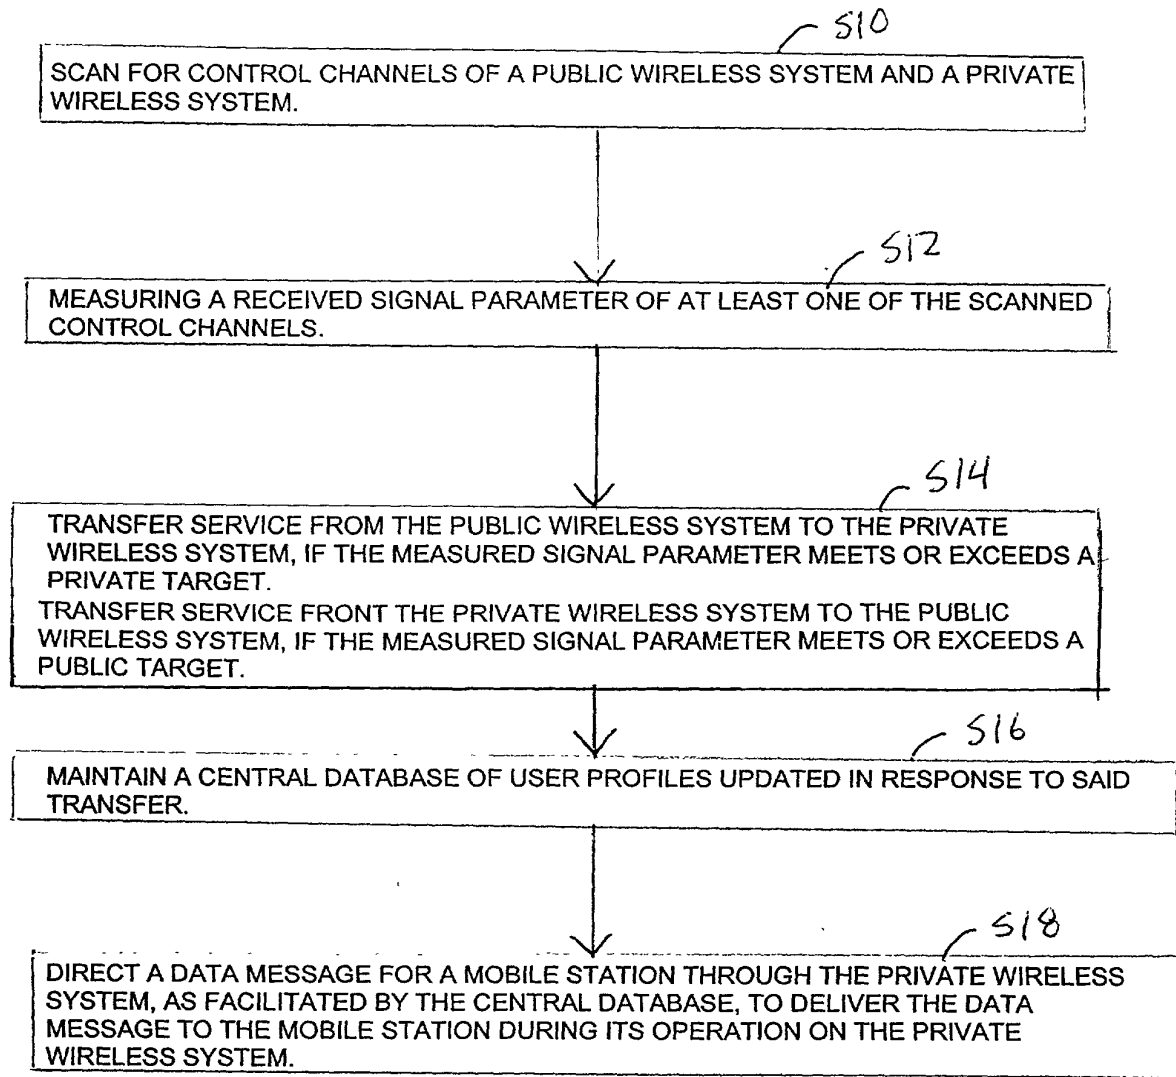 S10
SCAN FOR CONTROL CHANNELS OF A PUBLIC WIRELESS SYSTEM AND A PRIVATE
WIRELESS SYSTEM.
S12
MEASURING A RECEIVED SIGNAL PARAMETER OF AT LEAST ONE OF THE SCANNED
CONTROL CHANNELS.
S14
TRANSFER SERVICE FROM THE PUBLIC WIRELESS SYSTEM TO THE PRIVATE
WIRELESS SYSTEM, IF THE MEASURED SIGNAL PARAMETER MEETS OR EXCEEDS A
PRIVATE TARGET.
TRANSFER SERVICE FRONT THE PRIVATE WIRELESS SYSTEM TO THE PUBLIC
WIRELESS SYSTEM, IF THE MEASURED SIGNAL PARAMETER MEETS OR EXCEEDS A
PUBLIC TARGET.
S16
MAINTAIN A CENTRAL DATABASE OF USER PROFILES UPDATED IN RESPONSE TO SAID
TRANSFER.
S18
DIRECT A DATA MESSAGE FOR A MOBILE STATION THROUGH THE PRIVATE WIRELESS
SYSTEM, AS FACILITATED BY THE CENTRAL DATABASE, TO DELIVER THE DATA
MESSAGE TO THE MOBILE STATION DURING ITS OPERATION ON THE PRIVATE
WIRELESS SYSTEM.